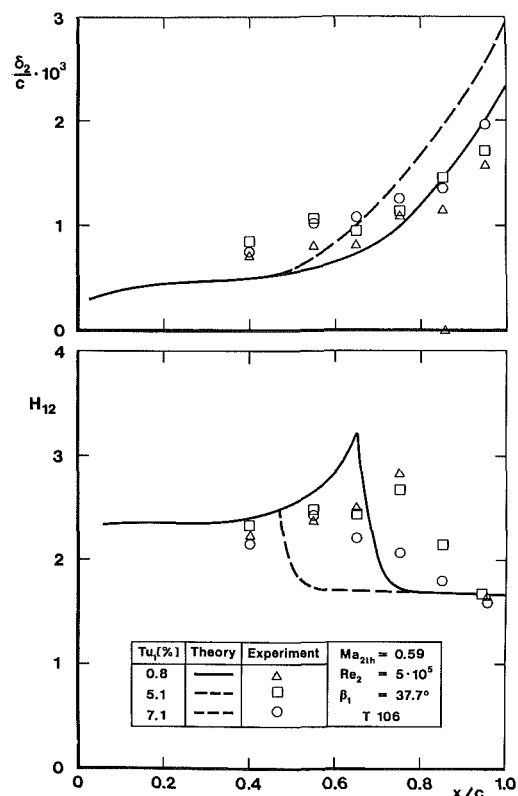 3
δ₂/c · 10³
2
1
0
4
H₁₂
3
2
1
0 0.2 0.4 0.6 0.8 1.0
x/c
Tu₁[%] Theory Experiment
0.8
5.1
7.1
Ma₂th = 0.59
Re₂ = 5·10⁵
β₁ = 37.7°
T 106